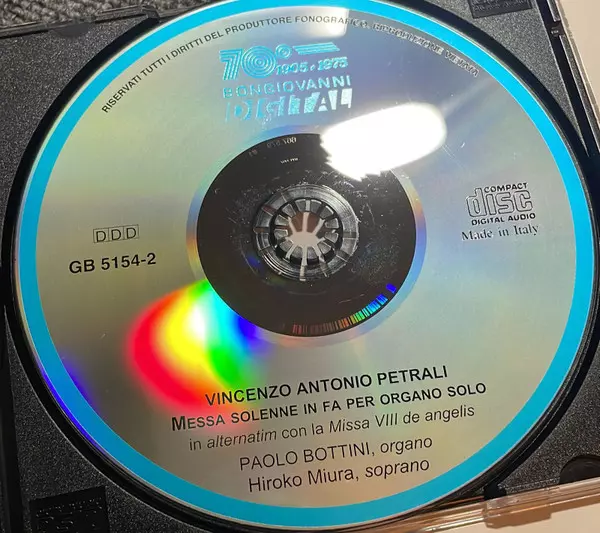 RISERVATI TUTTI I DIRITTI DEL PRODUTTORE FONOGRAFICO. RIPRODUZIONE VIETATA
70° 1905•1975
BONGIOVANNI
DIGITAL
COMPACT
disc
DIGITAL AUDIO
Made in Italy
DDD
GB 5154-2
VINCENZO ANTONIO PETRALI
MESSA SOLENNE IN FA PER ORGANO SOLO
in alternatim con la Missa VIII de angelis
PAOLO BOTTINI, organo
Hiroko Miura, soprano